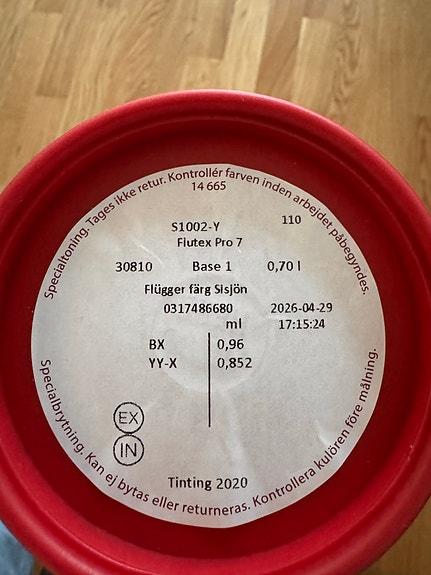 Specialtoning. Tages ikke retur. Kontrollér farven inden arbejdet påbegyndes.
14 665
110
S1002-Y
Flutex Pro 7
30810 Base 1 0,70 l
Flügger färg Sisjön
0317486680 2026-04-29
ml 17:15:24
BX 0,96
YY-X 0,852
EX
IN
Tinting 2020
Specialbrytning. Kan ej bytas eller returneras. Kontrollera kulören före målning.